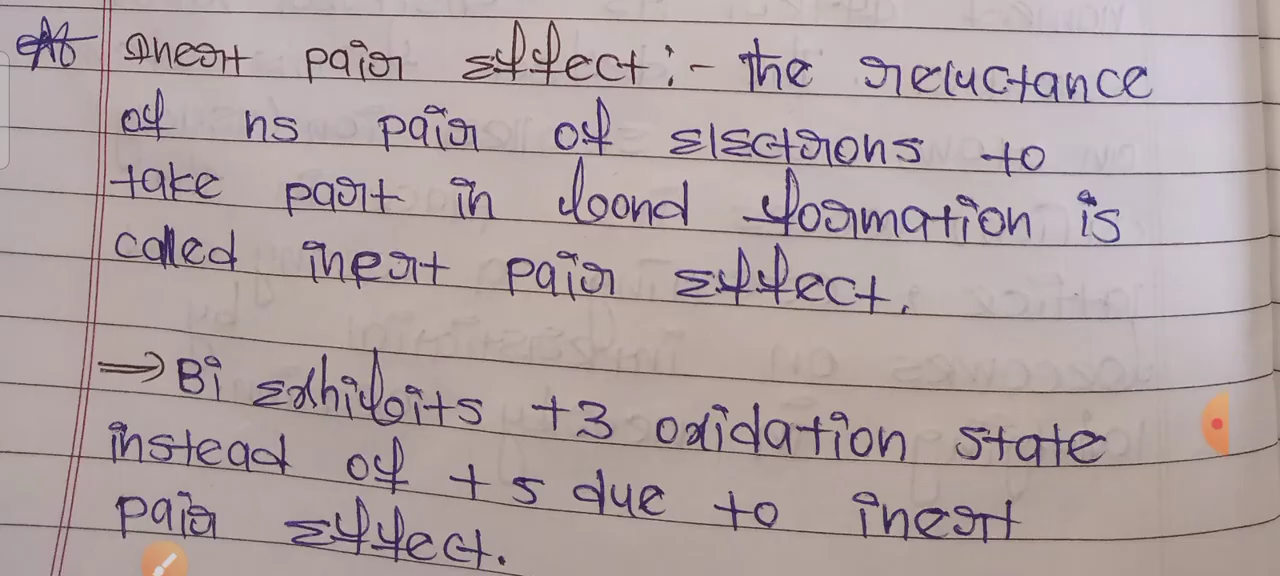 Inert pair effect :- the reluctance
of ns pair of electrons to
take part in bond formation is
called inert pair effect.
⇒ Bi exhibits +3 oxidation state
instead of +5 due to inert
pair effect.